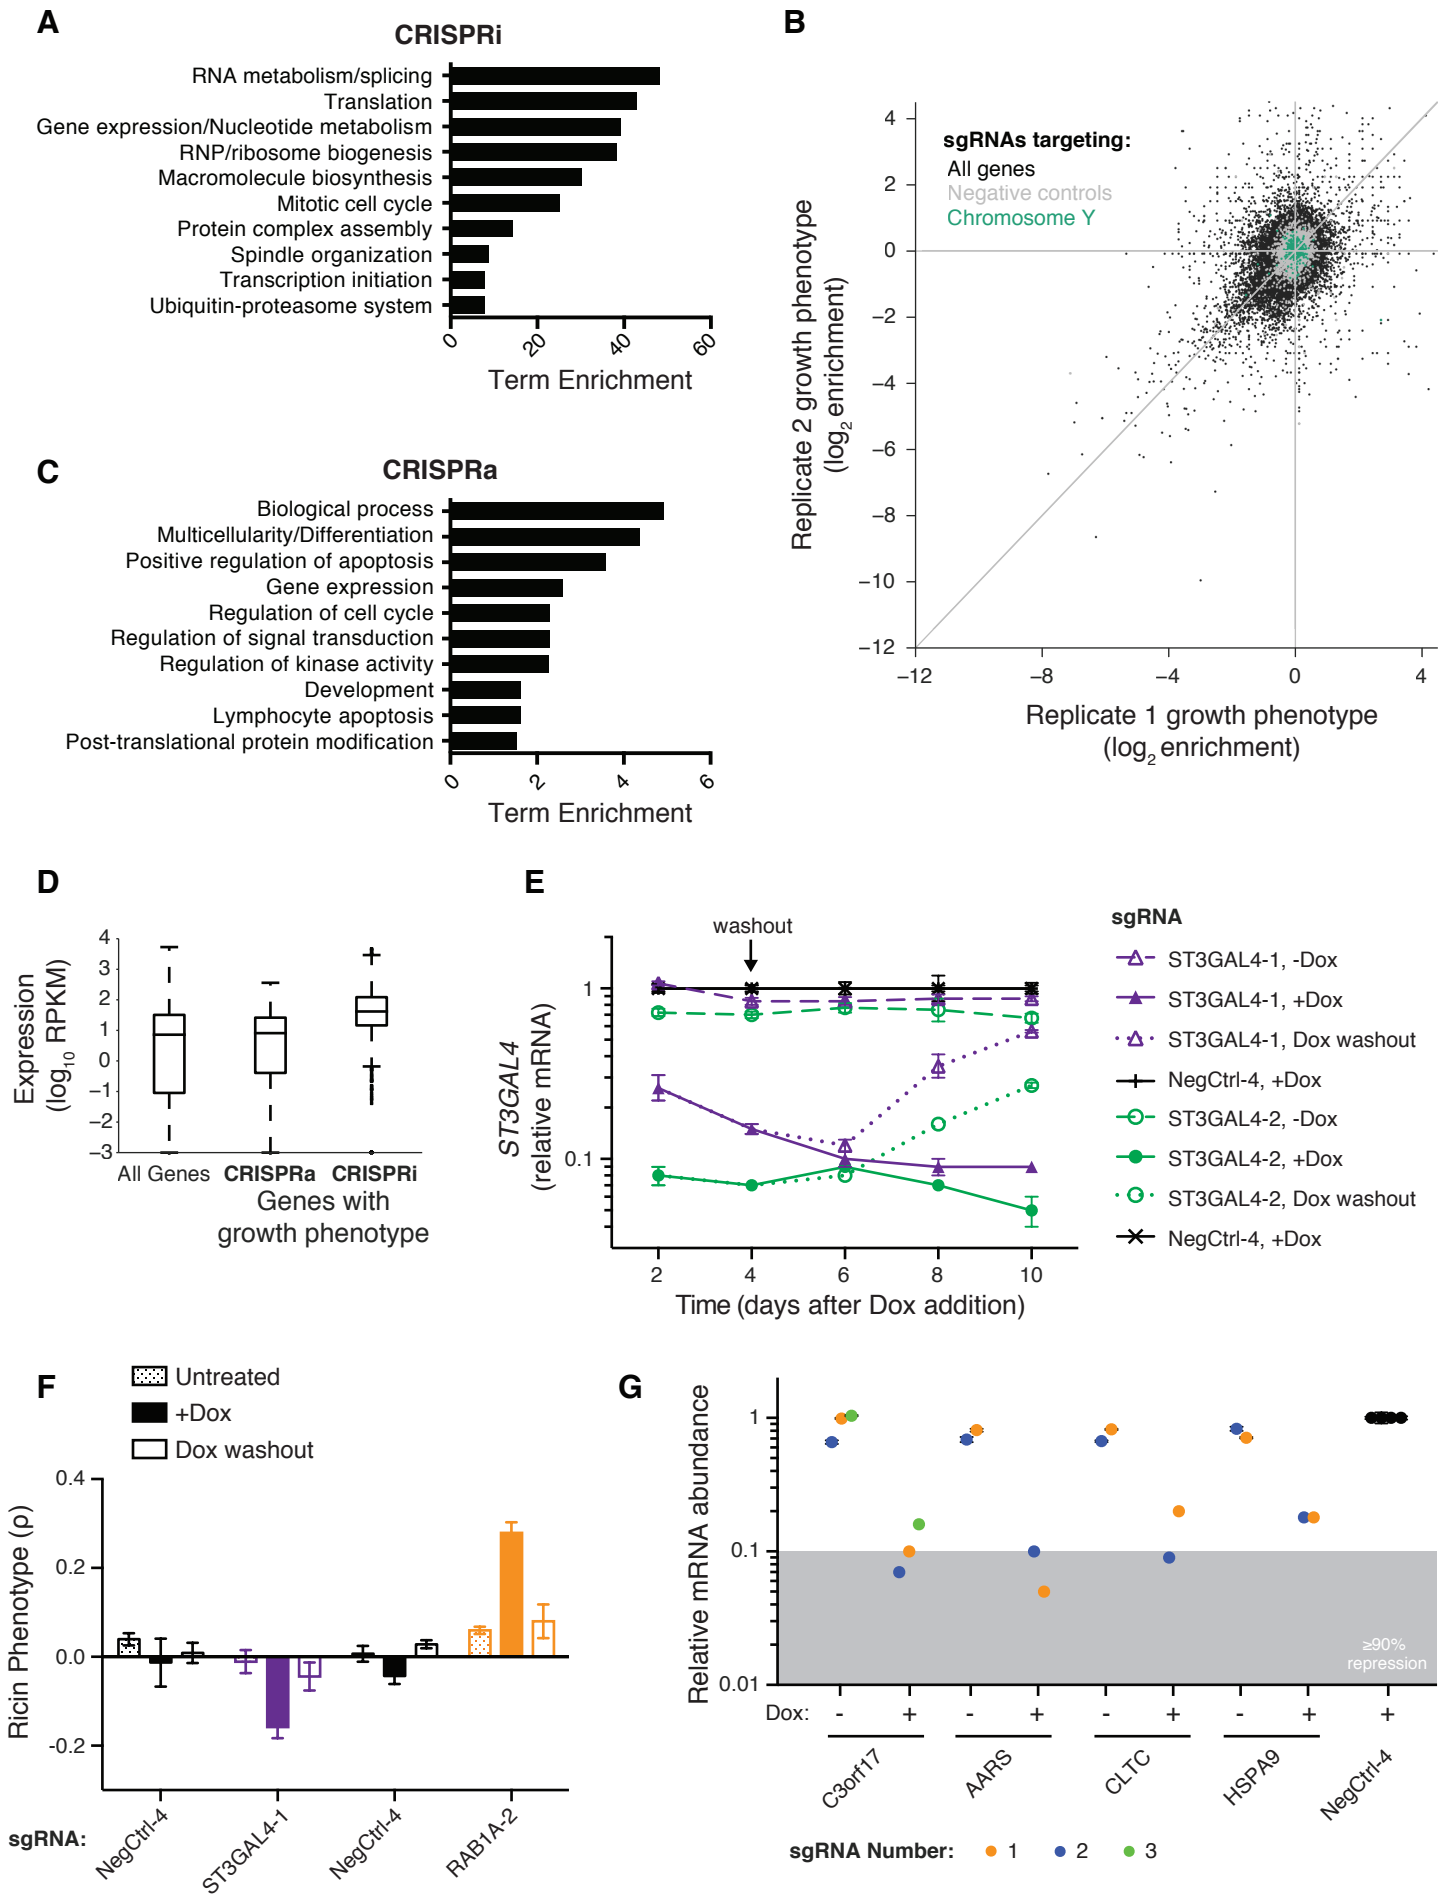 A
CRISPRi
RNA metabolism/splicing
Translation
Gene expression/Nucleotide metabolism
RNP/ribosome biogenesis
Macromolecule biosynthesis
Mitotic cell cycle
Protein complex assembly
Spindle organization
Transcription initiation
Ubiquitin-proteasome system
0 20 40 60
Term Enrichment
B
sgRNAs targeting:
All genes
Negative controls
Chromosome Y
4
2
0
−2
−4
−6
−8
−10
−12
−12 −8 −4 0 4
Replicate 2 growth phenotype
(log2 enrichment)
Replicate 1 growth phenotype
(log2 enrichment)
C
CRISPRa
Biological process
Multicellularity/Differentiation
Positive regulation of apoptosis
Gene expression
Regulation of cell cycle
Regulation of signal transduction
Regulation of kinase activity
Development
Lymphocyte apoptosis
Post-translational protein modification
0 2 4 6
Term Enrichment
D
Expression
(log10 RPKM)
4
3
2
1
0
−1
−2
−3
All Genes CRISPRa CRISPRi
Genes with
growth phenotype
E
washout
ST3GAL4
(relative mRNA)
1
0.1
2 4 6 8 10
Time (days after Dox addition)
sgRNA
ST3GAL4-1, -Dox
ST3GAL4-1, +Dox
ST3GAL4-1, Dox washout
NegCtrl-4, +Dox
ST3GAL4-2, -Dox
ST3GAL4-2, +Dox
ST3GAL4-2, Dox washout
NegCtrl-4, +Dox
F
Untreated
+Dox
Dox washout
Ricin Phenotype (ρ)
0.4
0.2
0.0
-0.2
sgRNA:
NegCtrl-4 ST3GAL4-1 NegCtrl-4 RAB1A-2
G
Relative mRNA abundance
1
0.1
0.01
≥90%
repression
Dox: - + - + - + - + +
C3orf17 AARS CLTC HSPA9 NegCtrl-4
sgRNA Number: 1 2 3